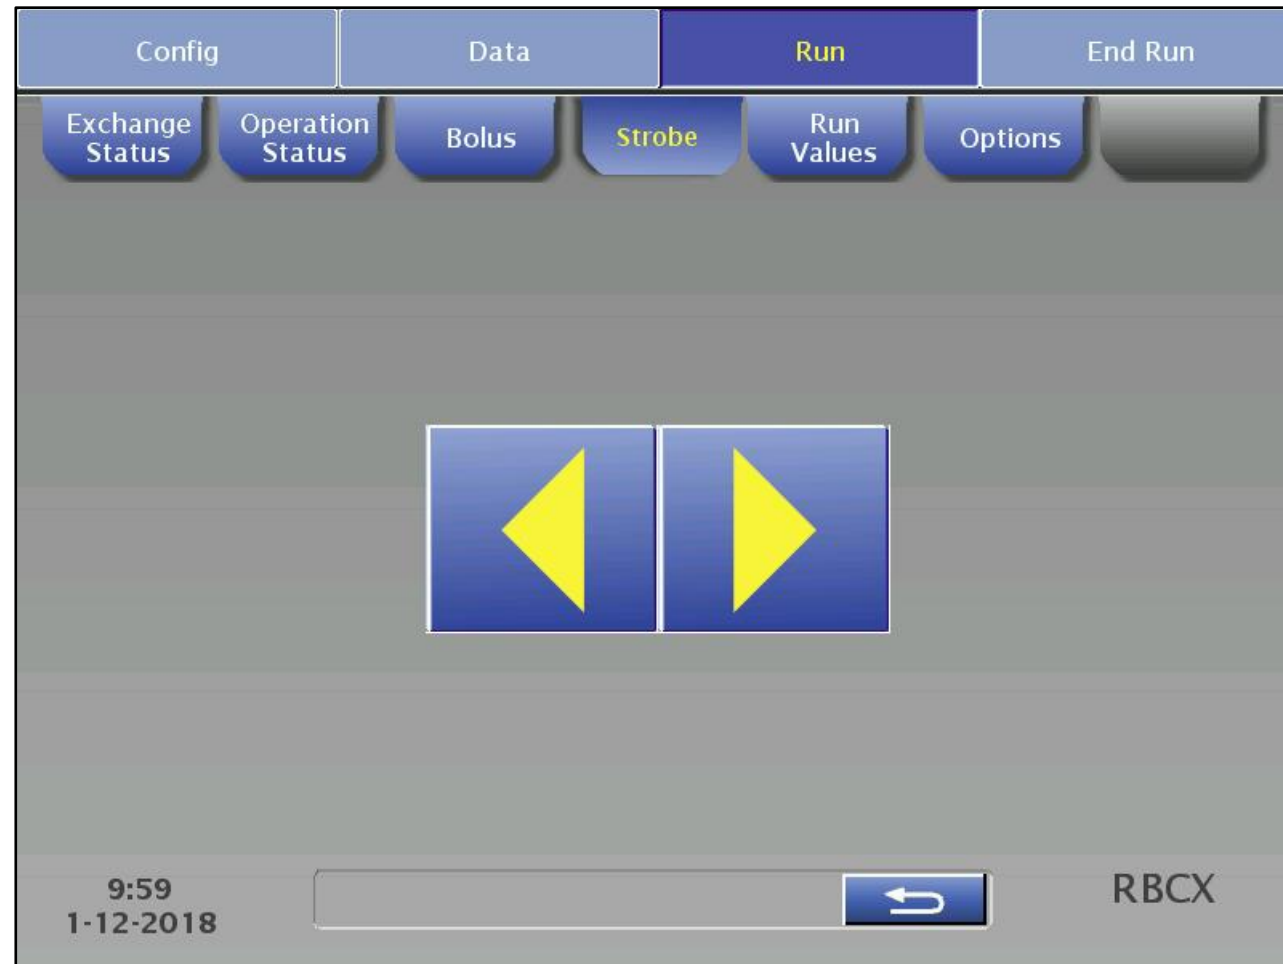 Config Data Run End Run
Exchange Status Operation Status Bolus Strobe Run Values Options
9:59
1-12-2018
RBCX